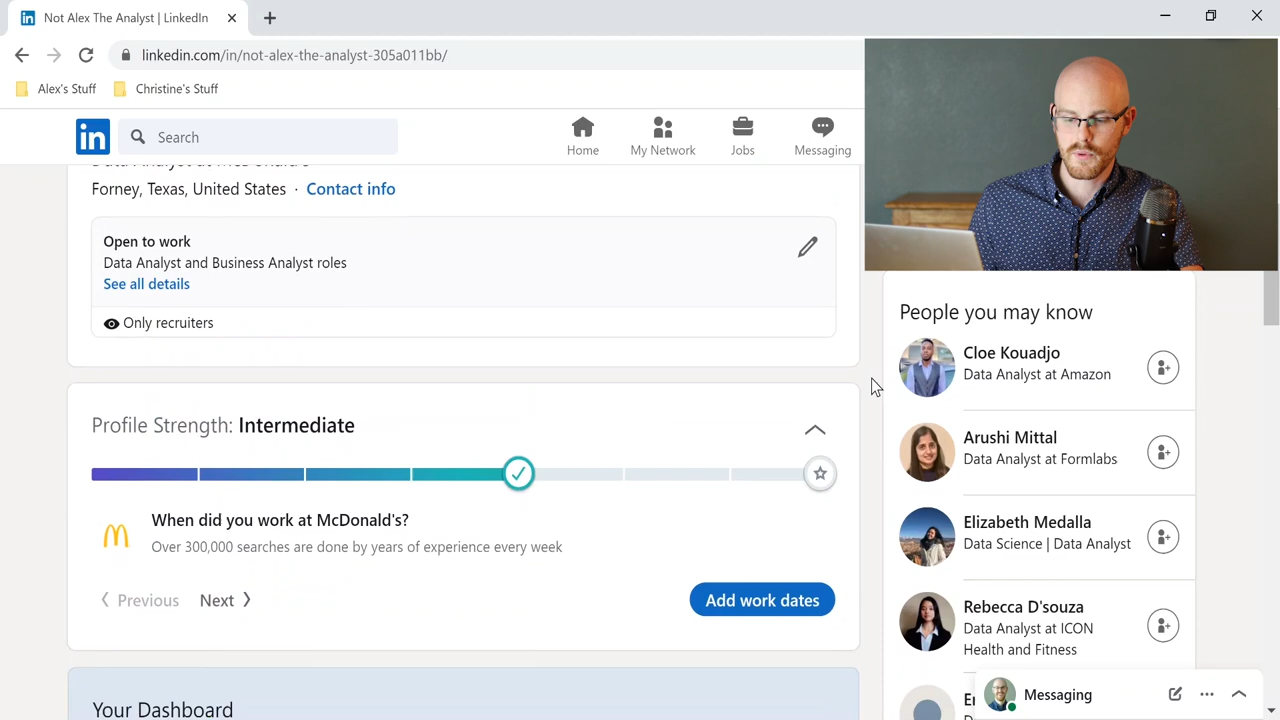 Not Alex The Analyst | LinkedIn
linkedin.com/in/not-alex-the-analyst-305a011bb/
Alex's Stuff
Christine's Stuff
in
Search
Home
My Network
Jobs
Messaging
Data Analyst at McDonald's
Forney, Texas, United States · Contact info
Open to work
Data Analyst and Business Analyst roles
See all details
Only recruiters
Profile Strength: Intermediate
When did you work at McDonald's?
Over 300,000 searches are done by years of experience every week
Previous
Next
Add work dates
Your Dashboard
People you may know
Cloe Kouadjo
Data Analyst at Amazon
Arushi Mittal
Data Analyst at Formlabs
Elizabeth Medalla
Data Science | Data Analyst
Rebecca D'souza
Data Analyst at ICON
Health and Fitness
Messaging